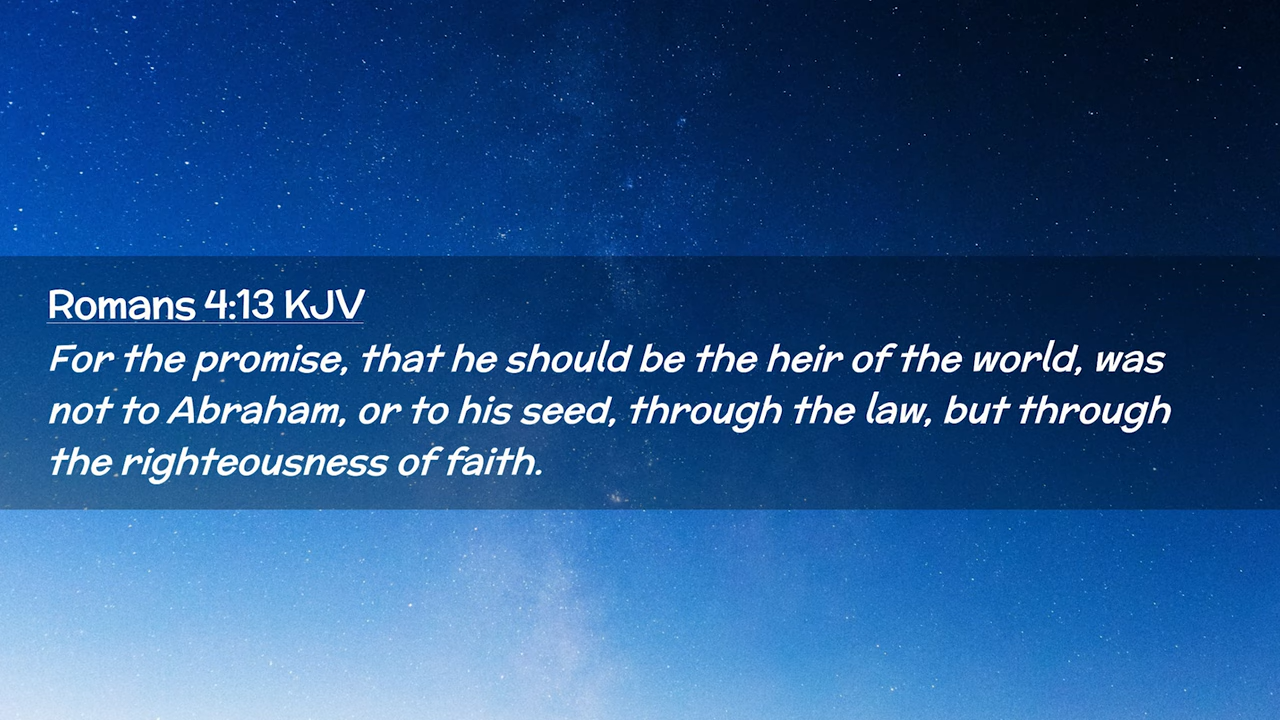 Romans 4:13 KJV
For the promise, that he should be the heir of the world, was
not to Abraham, or to his seed, through the law, but through
the righteousness of faith.